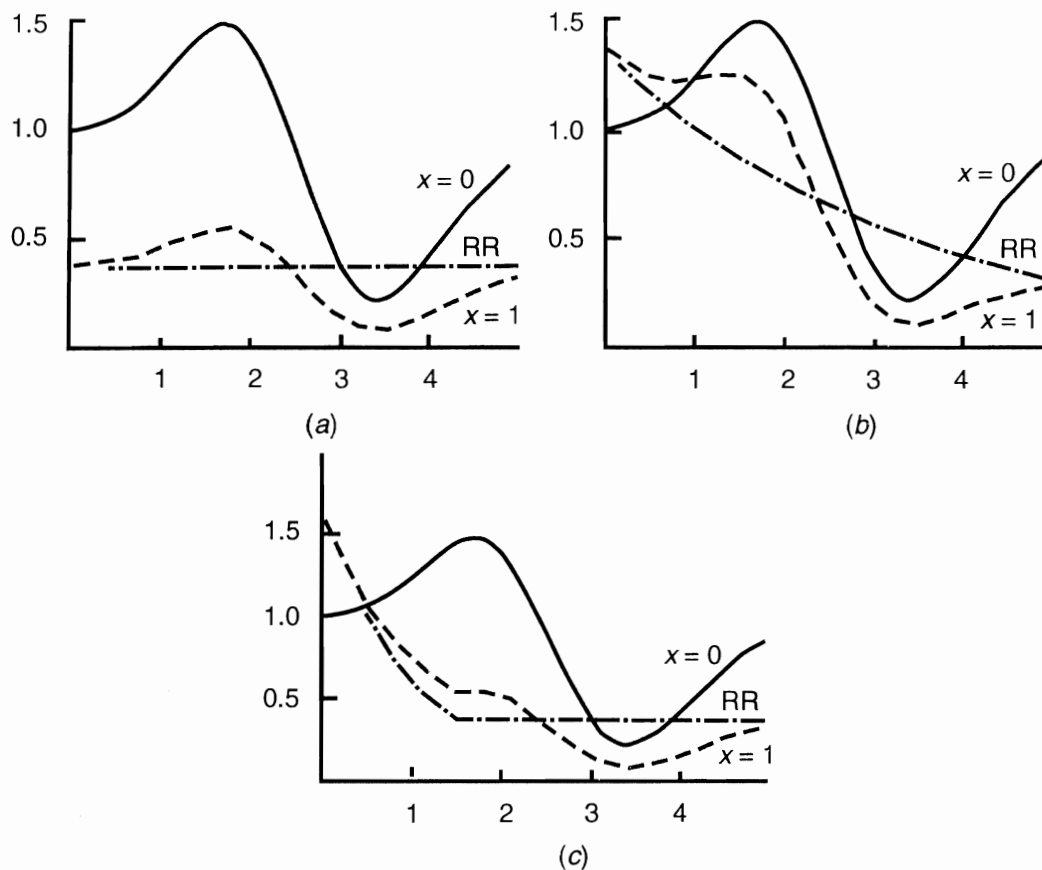 1.5
1.0
0.5
x = 0
RR
x = 1
1 2 3 4
(a)
1.5
1.0
0.5
x = 0
RR
x = 1
1 2 3 4
(b)
1.5
1.0
0.5
x = 0
RR
x = 1
1 2 3 4
(c)